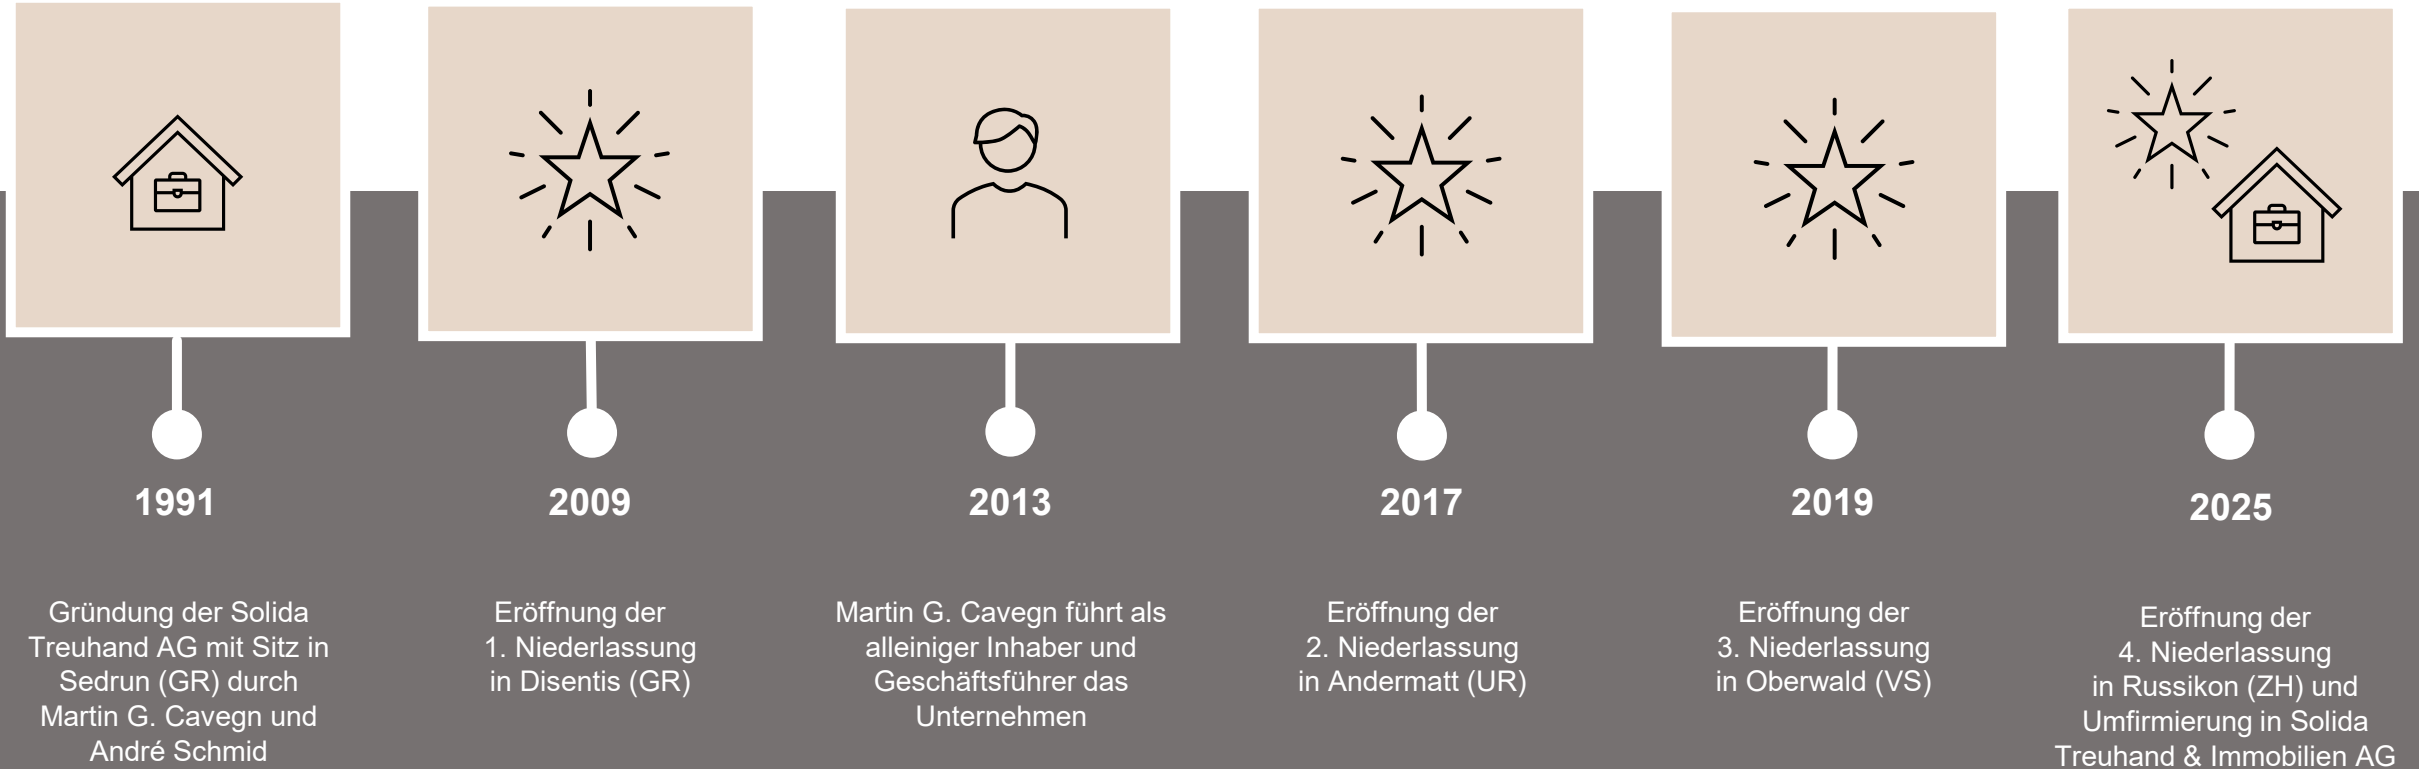 1991
Gründung der Solida
Treuhand AG mit Sitz in
Sedrun (GR) durch
Martin G. Cavegn und
André Schmid
2009
Eröffnung der
1. Niederlassung
in Disentis (GR)
2013
Martin G. Cavegn führt als
alleiniger Inhaber und
Geschäftsführer das
Unternehmen
2017
Eröffnung der
2. Niederlassung
in Andermatt (UR)
2019
Eröffnung der
3. Niederlassung
in Oberwald (VS)
2025
Eröffnung der
4. Niederlassung
in Russikon (ZH) und
Umfirmierung in Solida
Treuhand & Immobilien AG